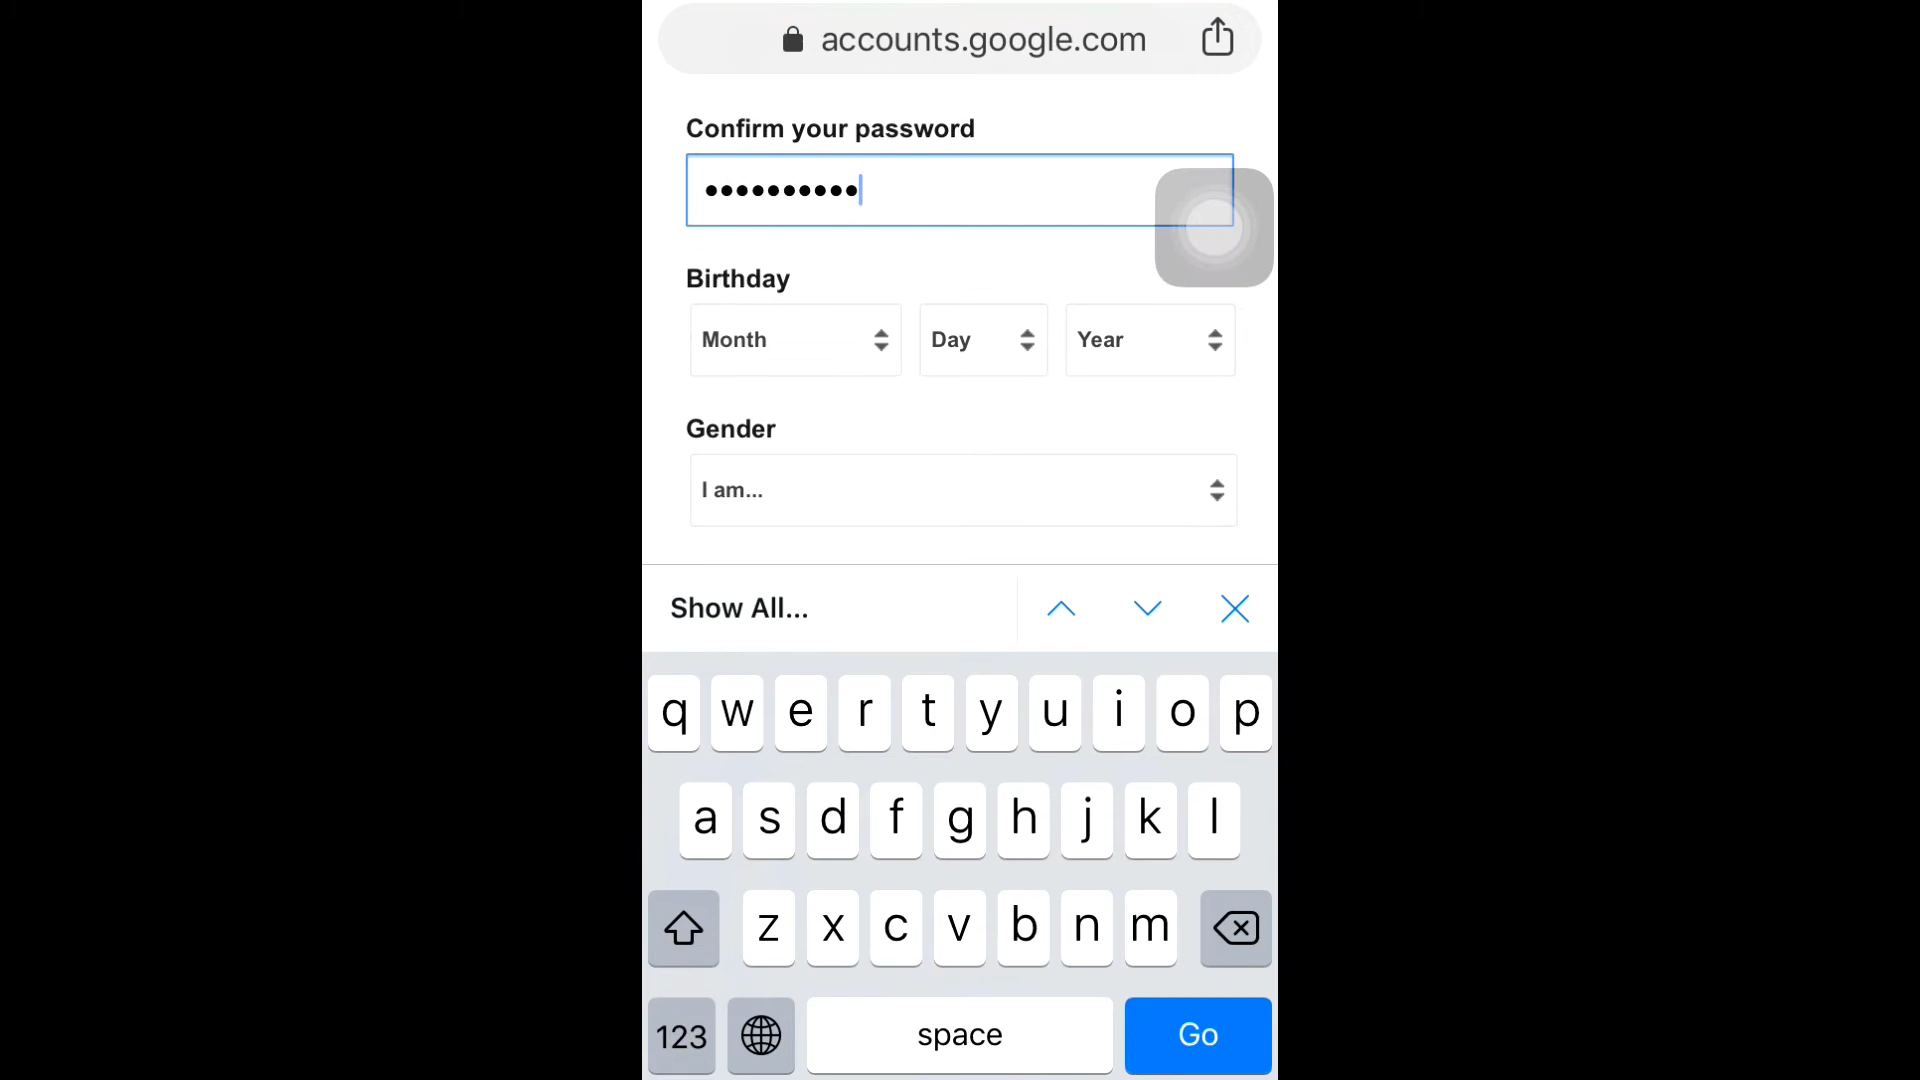 accounts.google.com
Confirm your password
••••••••••
Birthday
Month Day Year
Gender
I am...
Show All...
q w e r t y u i o p
a s d f g h j k l
z x c v b n m
123 space Go